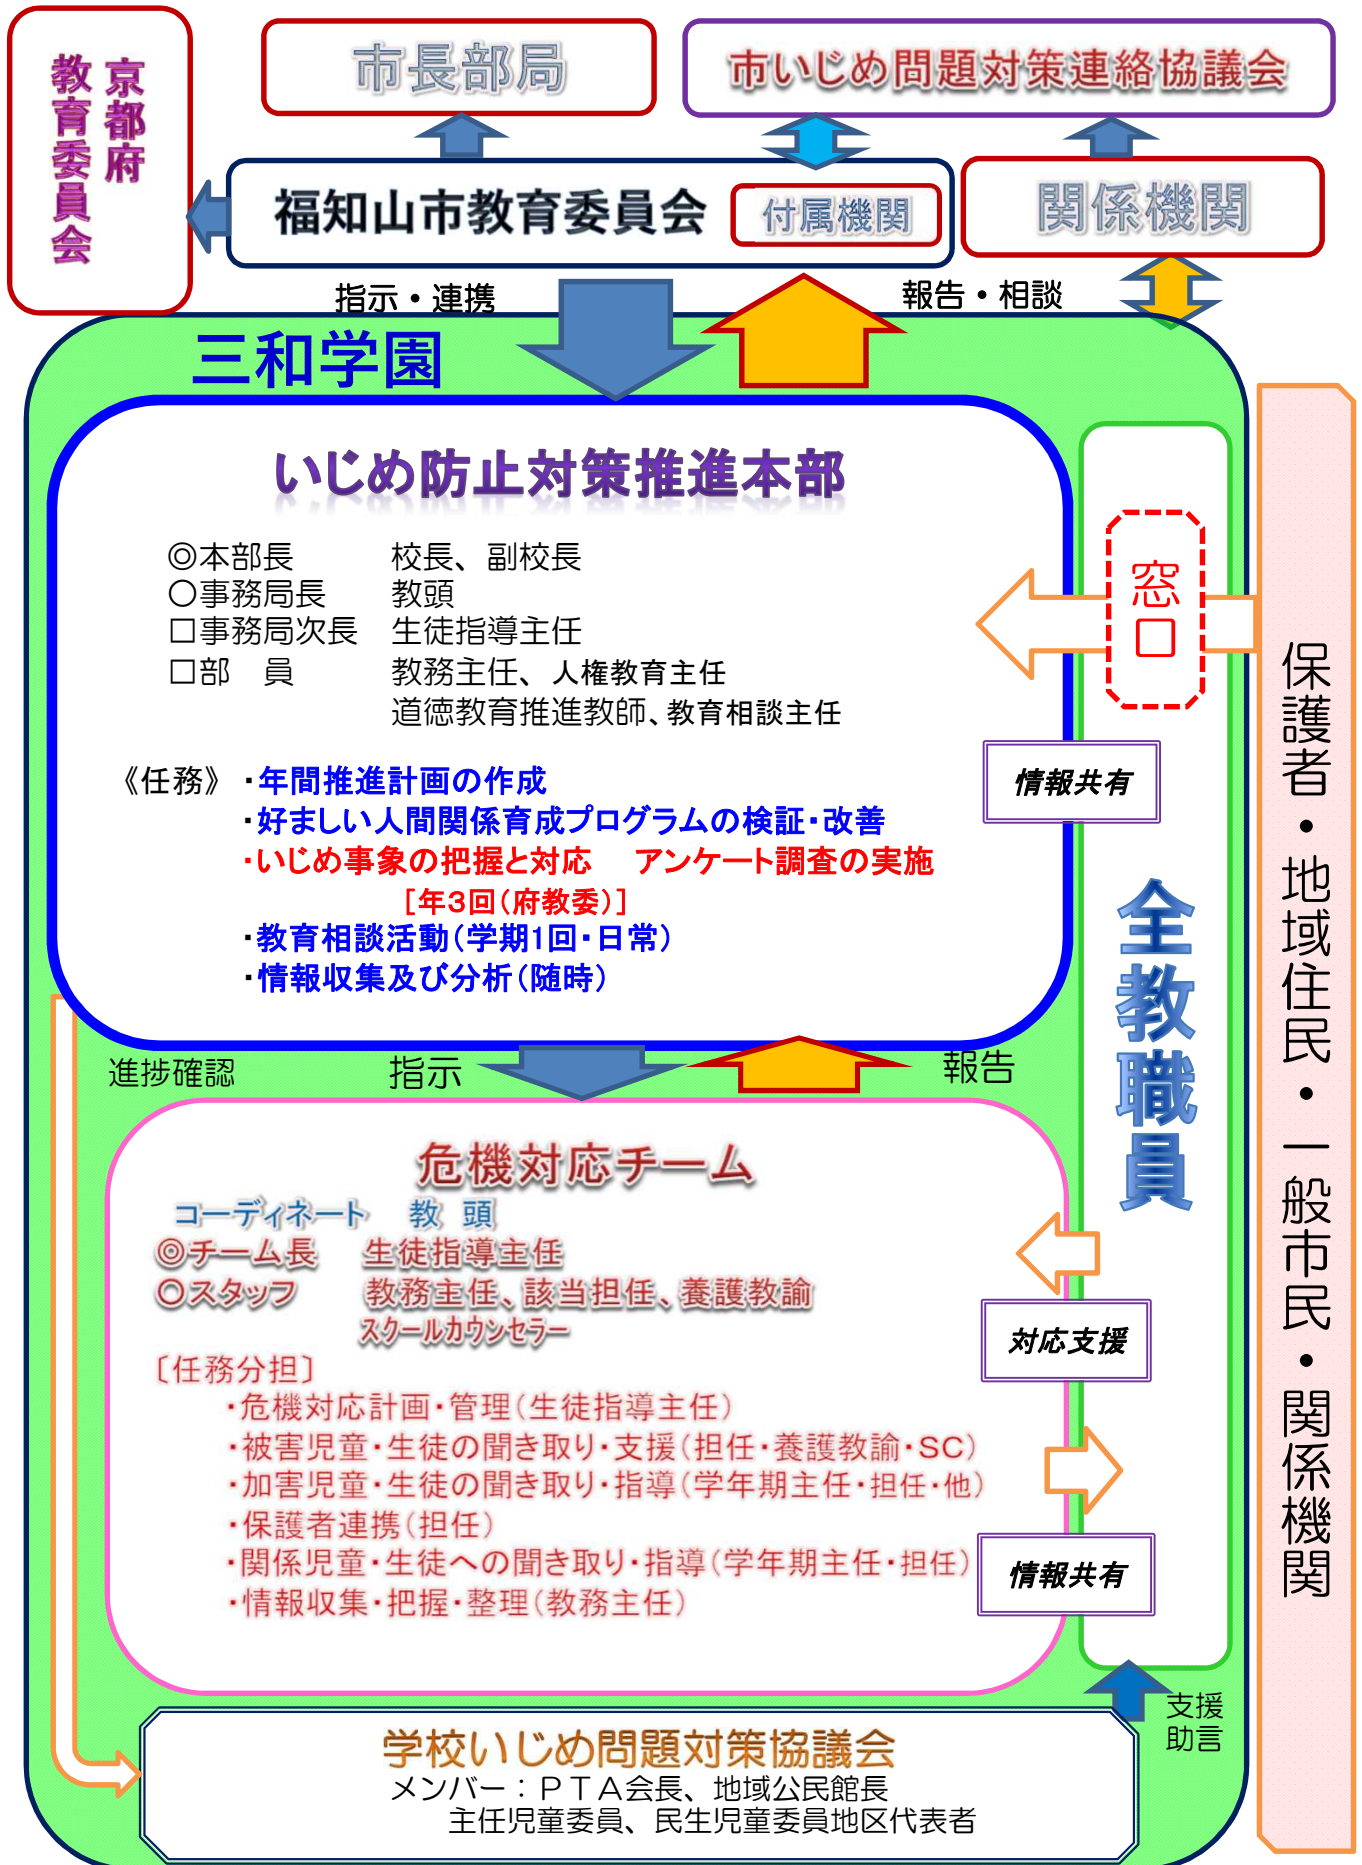 京都府
教育委員会
市長部局
市いじめ問題対策連絡協議会
福知山市教育委員会
付属機関
関係機関
指示・連携
報告・相談
三和学園
いじめ防止対策推進本部
◎本部長　校長、副校長
○事務局長　教頭
□事務局次長　生徒指導主任
□部　員　教務主任、人権教育主任
道徳教育推進教師、教育相談主任
《任務》・年間推進計画の作成
・好ましい人間関係育成プログラムの検証・改善
・いじめ事象の把握と対応　アンケート調査の実施
［年3回（府教委）］
・教育相談活動（学期1回・日常）
・情報収集及び分析（随時）
窓口
情報共有
全教職員
保護者・地域住民・一般市民・関係機関
進捗確認
指示
報告
危機対応チーム
コーディネート　教　頭
◎チーム長　生徒指導主任
○スタッフ　教務主任、該当担任、養護教諭
スクールカウンセラー
〔任務分担〕
・危機対応計画・管理（生徒指導主任）
・被害児童・生徒の聞き取り・支援（担任・養護教諭・SC）
・加害児童・生徒の聞き取り・指導（学年期主任・担任・他）
・保護者連携（担任）
・関係児童・生徒への聞き取り・指導（学年期主任・担任）
・情報収集・把握・整理（教務主任）
対応支援
情報共有
支援
助言
学校いじめ問題対策協議会
メンバー：ＰＴＡ会長、地域公民館長
主任児童委員、民生児童委員地区代表者